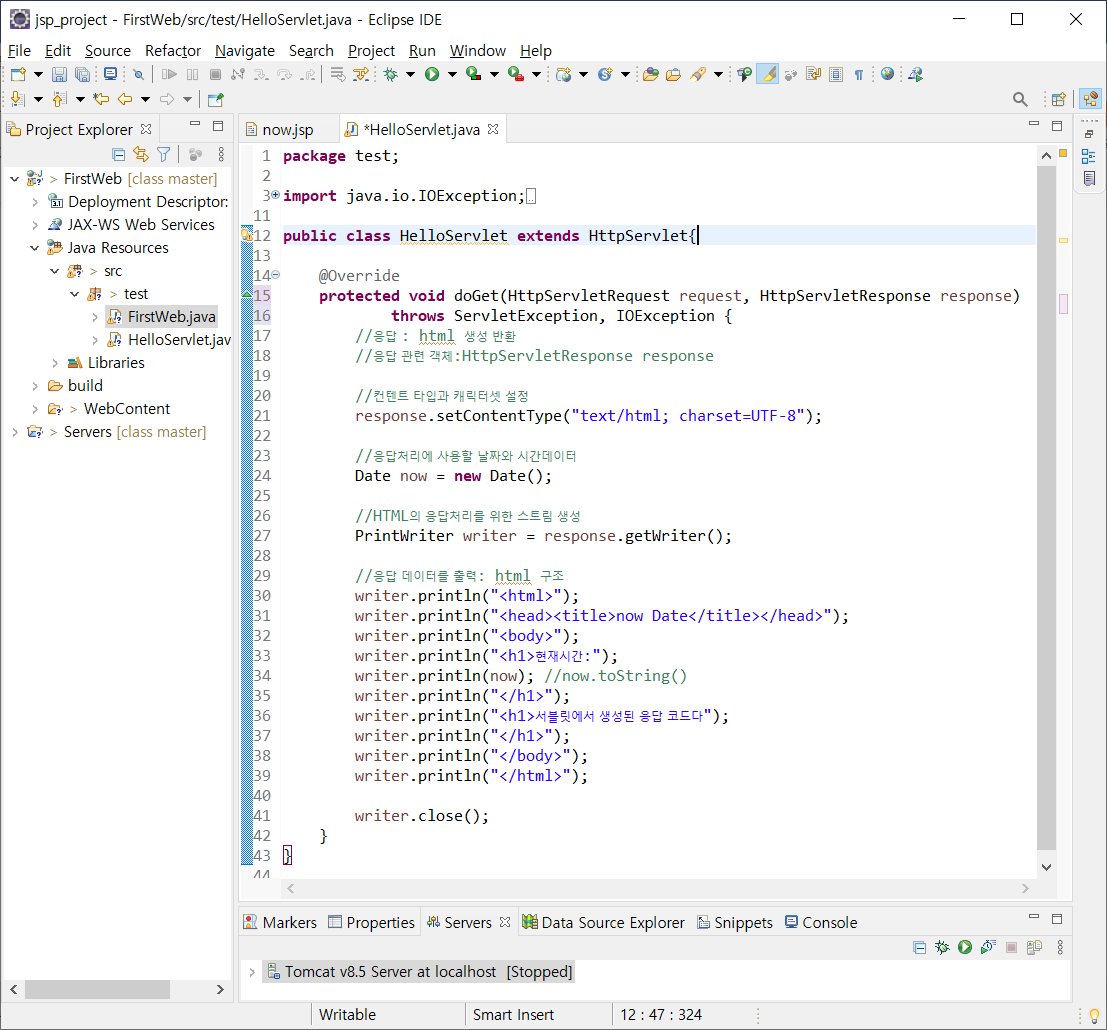 jsp_project - FirstWeb/src/test/HelloServlet.java - Eclipse IDE
File Edit Source Refactor Navigate Search Project Run Window Help
Project Explorer
FirstWeb [class master]
Deployment Descriptor:
JAX-WS Web Services
Java Resources
> src
> test
FirstWeb.java
HelloServlet.jav
Libraries
build
> WebContent
> Servers [class master]
now.jsp *HelloServlet.java
1 package test;
2
3 import java.io.IOException;
11
12 public class HelloServlet extends HttpServlet{
13
14 @Override
15 protected void doGet(HttpServletRequest request, HttpServletResponse response)
16 throws ServletException, IOException {
17 //응답 : html 생성 반환
18 //응답 관련 객체:HttpServletResponse response
19
20 //컨텐트 타입과 캐릭터셋 설정
21 response.setContentType("text/html; charset=UTF-8");
22
23 //응답처리에 사용할 날짜와 시간데이터
24 Date now = new Date();
25
26 //HTML의 응답처리를 위한 스트림 생성
27 PrintWriter writer = response.getWriter();
28
29 //응답 데이터를 출력: html 구조
30 writer.println("<html>");
31 writer.println("<head><title>now Date</title></head>");
32 writer.println("<body>");
33 writer.println("<h1>현재시간:");
34 writer.println(now); //now.toString()
35 writer.println("</h1>");
36 writer.println("<h1>서블릿에서 생성된 응답 코드다");
37 writer.println("</h1>");
38 writer.println("</body>");
39 writer.println("</html>");
40
41 writer.close();
42 }
43 }
44
Markers Properties Servers Data Source Explorer Snippets Console
Tomcat v8.5 Server at localhost [Stopped]
Writable Smart Insert 12 : 47 : 324